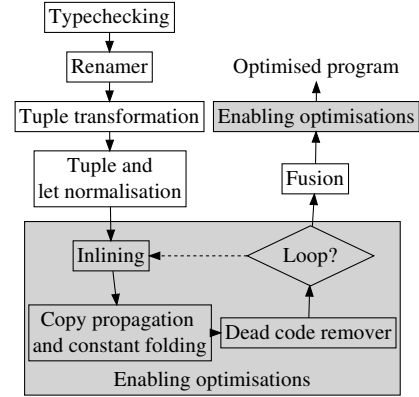 Typechecking
Renamer
Tuple transformation
Tuple and
let normalisation
Inlining
Copy propagation
and constant folding
Dead code remover
Loop?
Enabling optimisations
Fusion
Enabling optimisations
Optimised program